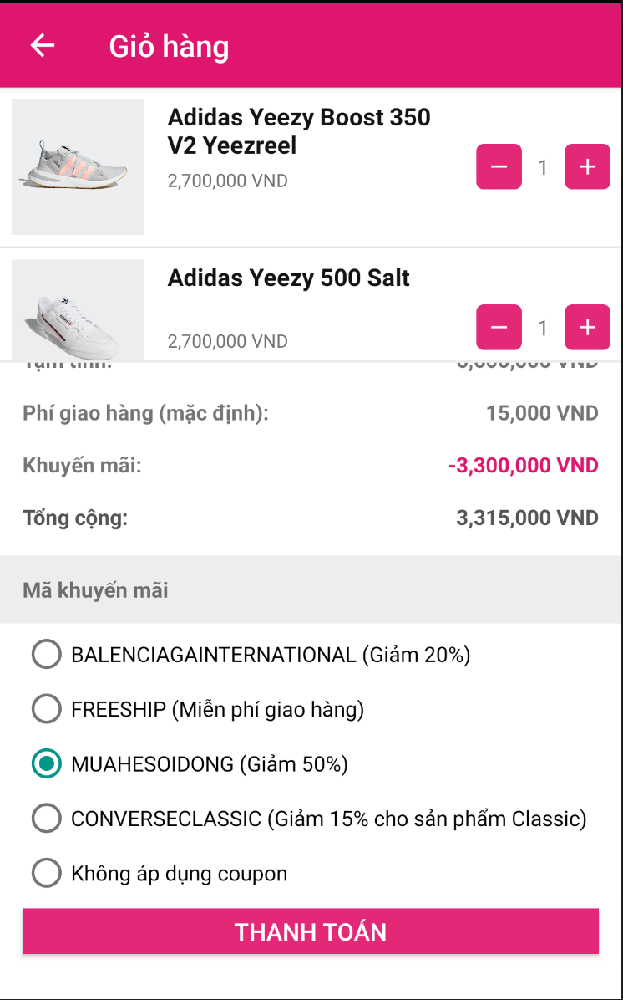 Giỏ hàng
Adidas Yeezy Boost 350
V2 Yeezreel
2,700,000 VND
1
Adidas Yeezy 500 Salt
2,700,000 VND
1
Phí giao hàng (mặc định): 15,000 VND
Khuyến mãi: -3,300,000 VND
Tổng cộng: 3,315,000 VND
Mã khuyến mãi
BALENCIAGAINTERNATIONAL (Giảm 20%)
FREESHIP (Miễn phí giao hàng)
MUAHESOIDONG (Giảm 50%)
CONVERSECLASSIC (Giảm 15% cho sản phẩm Classic)
Không áp dụng coupon
THANH TOÁN